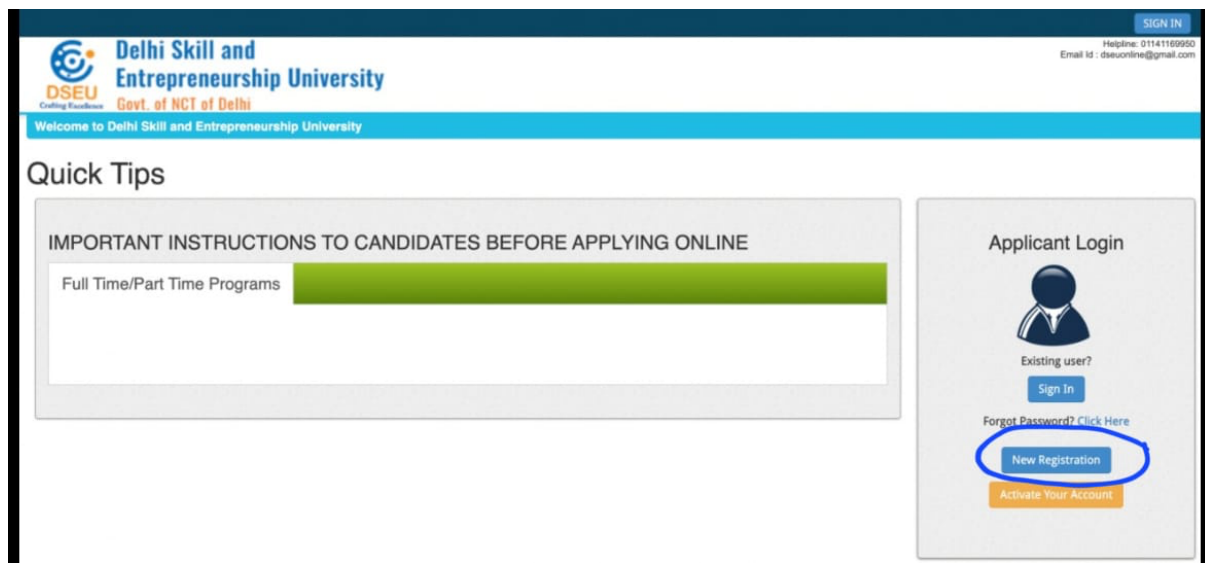 SIGN IN
DSEU
Crafting Excellence
Delhi Skill and
Entrepreneurship University
Govt. of NCT of Delhi
Helpline: 01141169950
Email Id : dseuonline@gmail.com
Welcome to Delhi Skill and Entrepreneurship University
Quick Tips
IMPORTANT INSTRUCTIONS TO CANDIDATES BEFORE APPLYING ONLINE
Full Time/Part Time Programs
Applicant Login
Existing user?
Sign In
Forgot Password? Click Here
New Registration
Activate Your Account